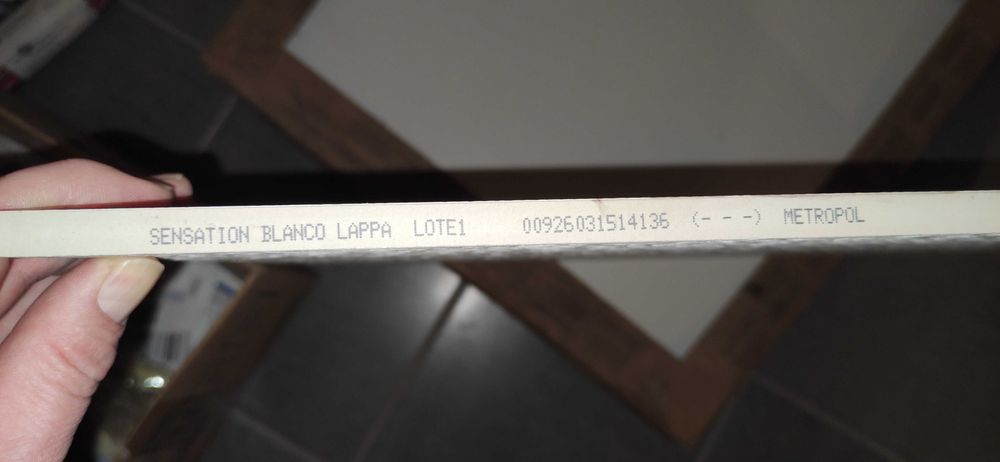 SENSATION BLANCO LAPPA LOTE1 00926031514136 (- - -) METROPOL